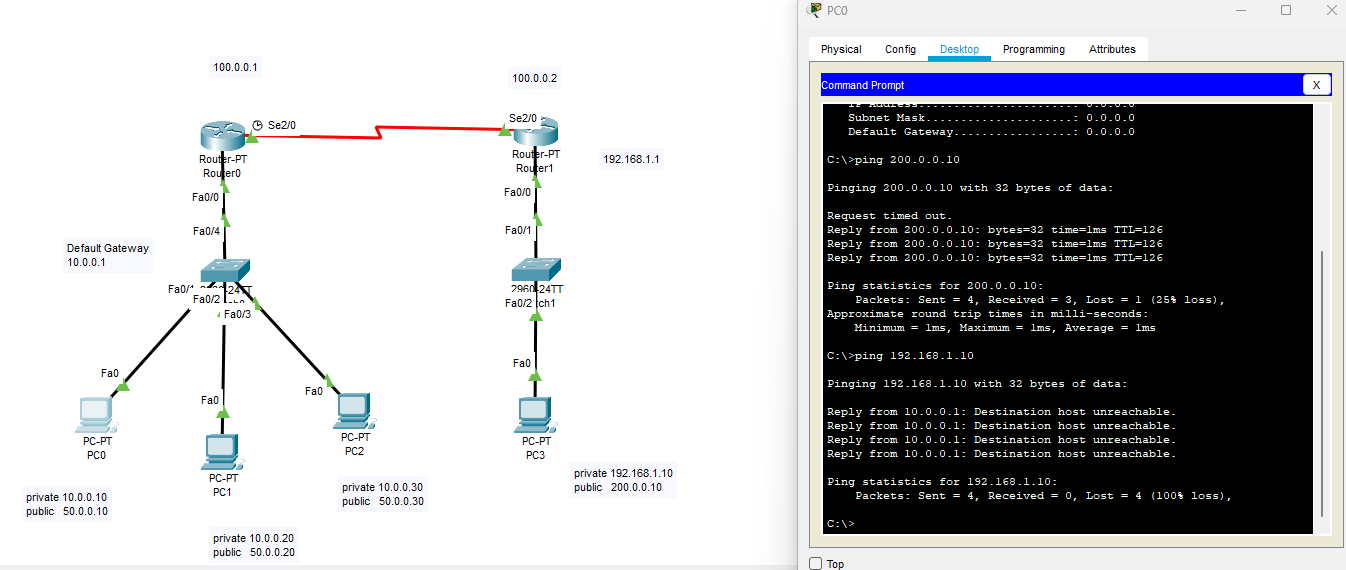 100.0.0.1
100.0.0.2
Se2/0
Se2/0
Router-PT
Router0
Router-PT
Router1
192.168.1.1
Fa0/0
Fa0/0
Fa0/4
Fa0/1
Default Gateway
10.0.0.1
Fa0/1
Fa0/2
Fa0/3
2960-24TT
Fa0/2
Fa0
Fa0
Fa0
Fa0
PC-PT
PC0
PC-PT
PC1
PC-PT
PC2
PC-PT
PC3
private 10.0.0.10
public 50.0.0.10
private 10.0.0.20
public 50.0.0.20
private 10.0.0.30
public 50.0.0.30
private 192.168.1.10
public 200.0.0.10
PC0
Physical Config Desktop Programming Attributes
Command Prompt
X
IP Address......................: 0.0.0.0
Subnet Mask.....................: 0.0.0.0
Default Gateway.................: 0.0.0.0
C:\>ping 200.0.0.10
Pinging 200.0.0.10 with 32 bytes of data:
Request timed out.
Reply from 200.0.0.10: bytes=32 time=1ms TTL=126
Reply from 200.0.0.10: bytes=32 time=1ms TTL=126
Reply from 200.0.0.10: bytes=32 time=1ms TTL=126
Ping statistics for 200.0.0.10:
Packets: Sent = 4, Received = 3, Lost = 1 (25% loss),
Approximate round trip times in milli-seconds:
Minimum = 1ms, Maximum = 1ms, Average = 1ms
C:\>ping 192.168.1.10
Pinging 192.168.1.10 with 32 bytes of data:
Reply from 10.0.0.1: Destination host unreachable.
Reply from 10.0.0.1: Destination host unreachable.
Reply from 10.0.0.1: Destination host unreachable.
Reply from 10.0.0.1: Destination host unreachable.
Ping statistics for 192.168.1.10:
Packets: Sent = 4, Received = 0, Lost = 4 (100% loss),
C:\>
Top